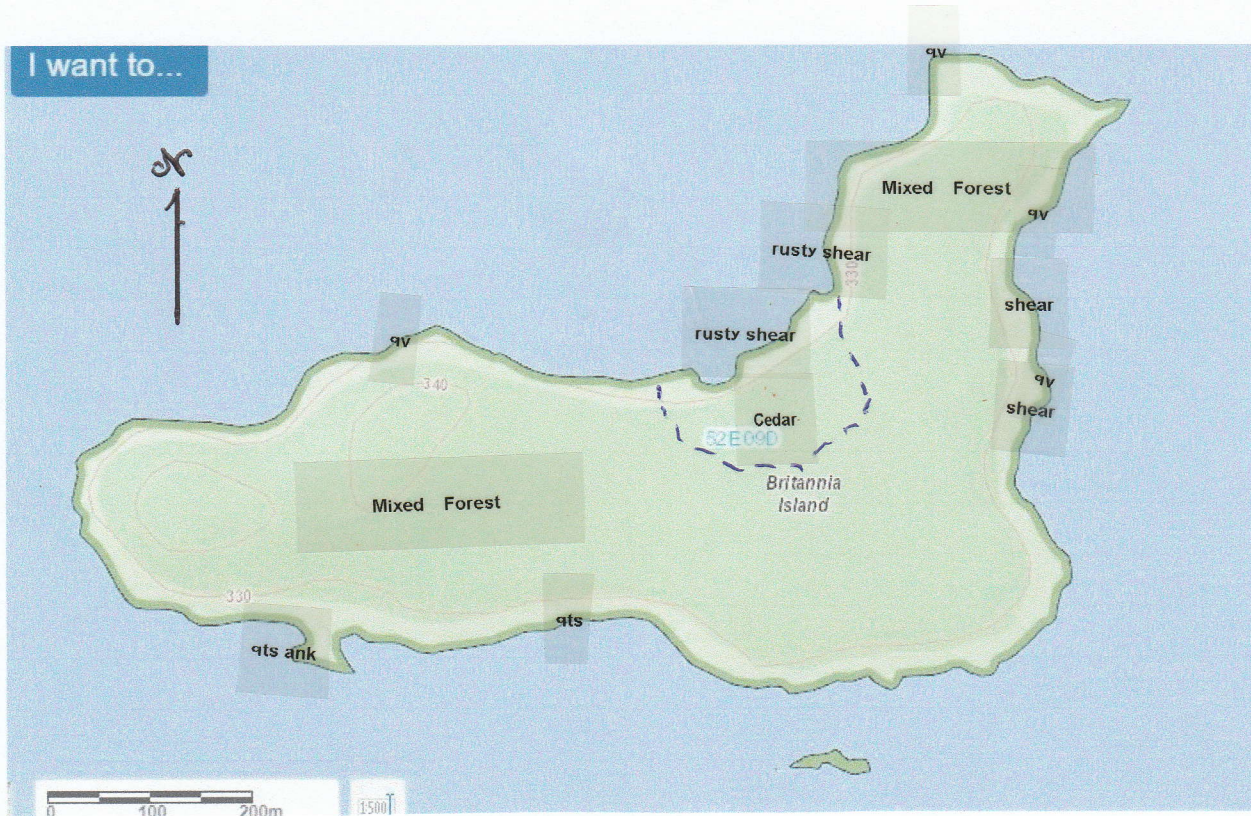 I want to...
qv
N
Mixed Forest
qv
rusty shear
330
shear
rusty shear
qv
340
qv
shear
Cedar
52E09D
Britannia
Island
Mixed Forest
330
qts
qts ank
0 100 200m
1:500